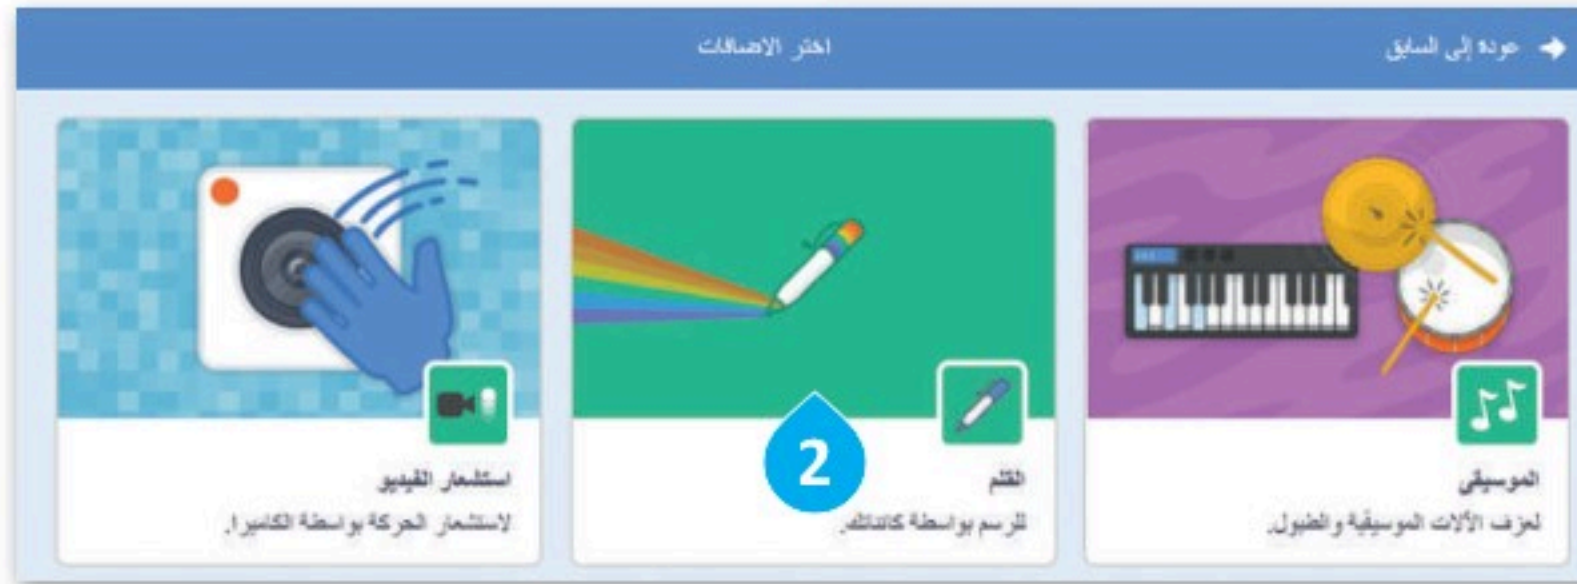 عودة إلى السابق
اختر الاضافات
الموسيقى
لعزف الآلات الموسيقية والطبول.
القلم
للرسم بواسطة كائناتك.
2
استشعار الفيديو
لاستشعار الحركة بواسطة الكاميرا.